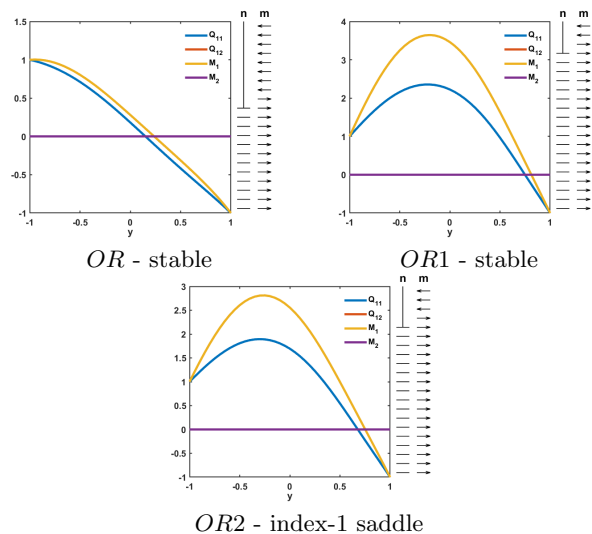 n m
1.5
1
0.5
0
-0.5
-1
Q11
Q12
M1
M2
-1 -0.5 0 0.5 1
y
OR - stable
n m
4
3
2
1
0
-1
Q11
Q12
M1
M2
-1 -0.5 0 0.5 1
y
OR1 - stable
n m
3
2.5
2
1.5
1
0.5
0
-0.5
-1
Q11
Q12
M1
M2
-1 -0.5 0 0.5 1
y
OR2 - index-1 saddle